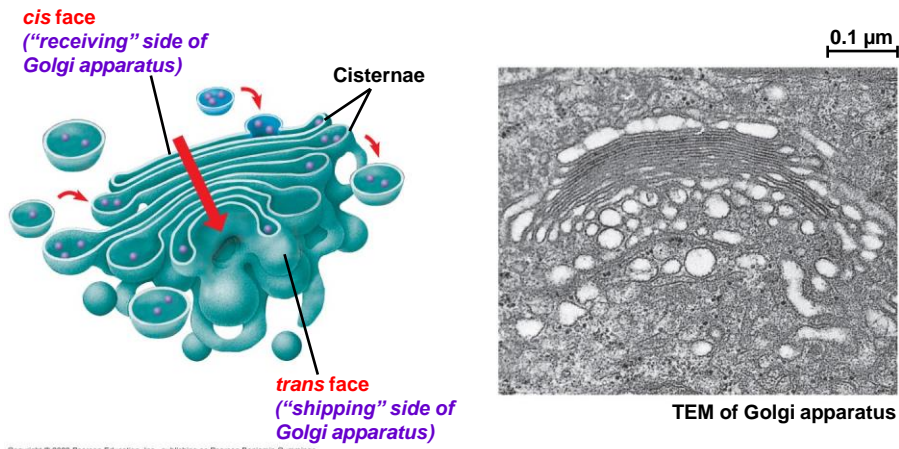 cis face
(“receiving” side of
Golgi apparatus)
Cisternae
0.1 µm
trans face
(“shipping” side of
Golgi apparatus)
TEM of Golgi apparatus